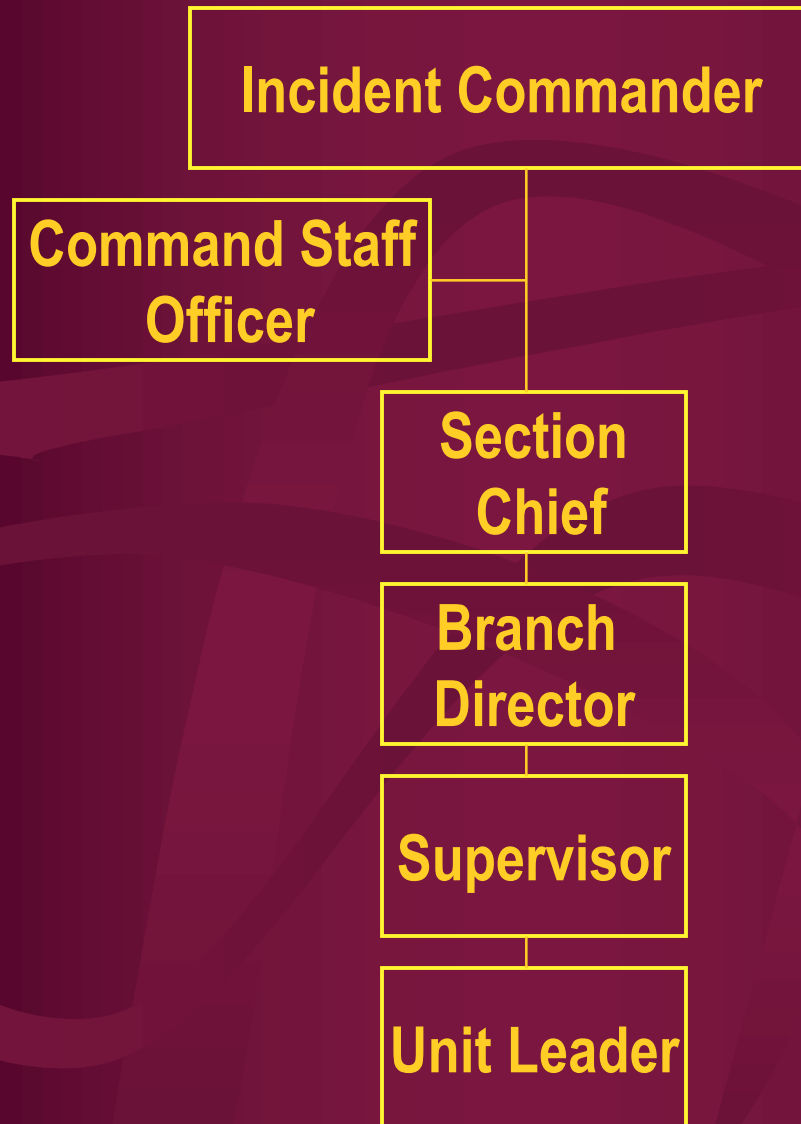 Incident Commander
Command Staff
Officer
Section
Chief
Branch
Director
Supervisor
Unit Leader